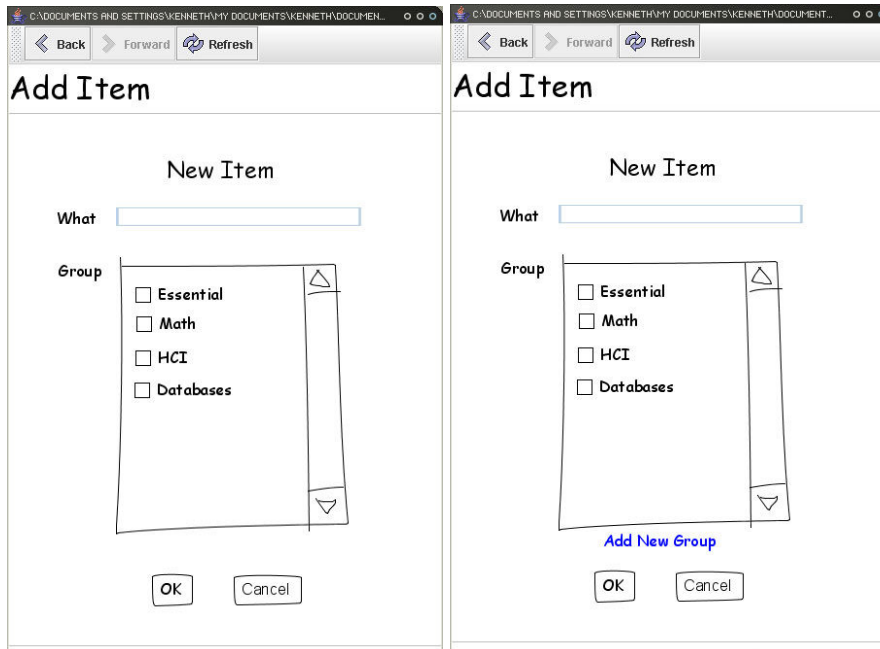 C:\DOCUMENTS AND SETTINGS\KENNETH\MY DOCUMENTS\KENNETH\DOCUMEN...
Back Forward Refresh
Add Item
New Item
What
Group
Essential
Math
HCI
Databases
OK Cancel
C:\DOCUMENTS AND SETTINGS\KENNETH\MY DOCUMENTS\KENNETH\DOCUMENT...
Back Forward Refresh
Add Item
New Item
What
Group
Essential
Math
HCI
Databases
Add New Group
OK Cancel